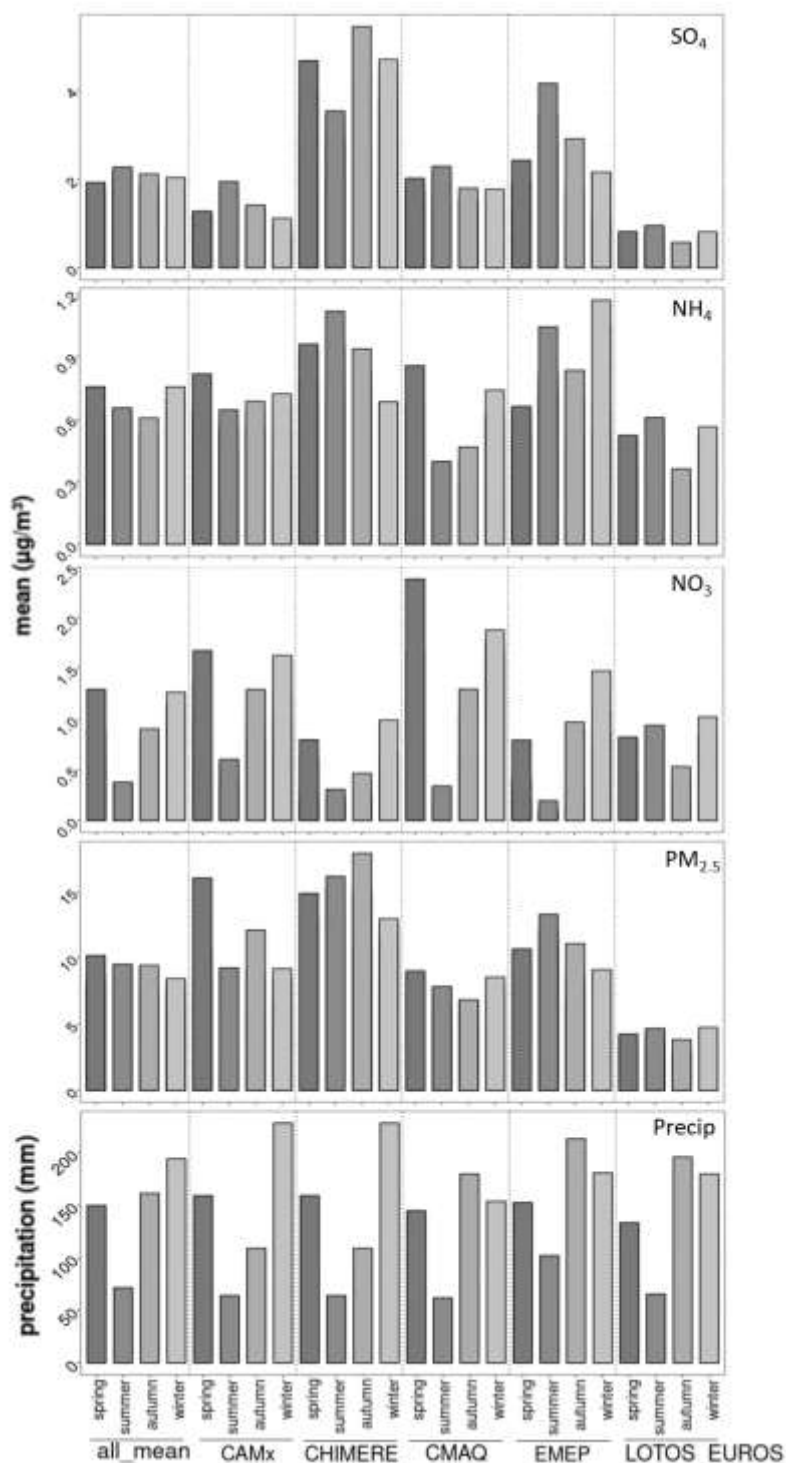 SO₄
4
2
0
NH₄
1.2
0.9
0.6
0.3
0.0
mean (µg/m³)
NO₃
2.5
2.0
1.5
1.0
0.5
0.0
PM₂.₅
15
10
5
0
Precip
200
150
100
50
0
precipitation (mm)
spring summer autumn winter spring summer autumn winter spring summer autumn winter spring summer autumn winter spring summer autumn winter spring summer autumn winter
all_mean CAMx CHIMERE CMAQ EMEP LOTOS_EUROS